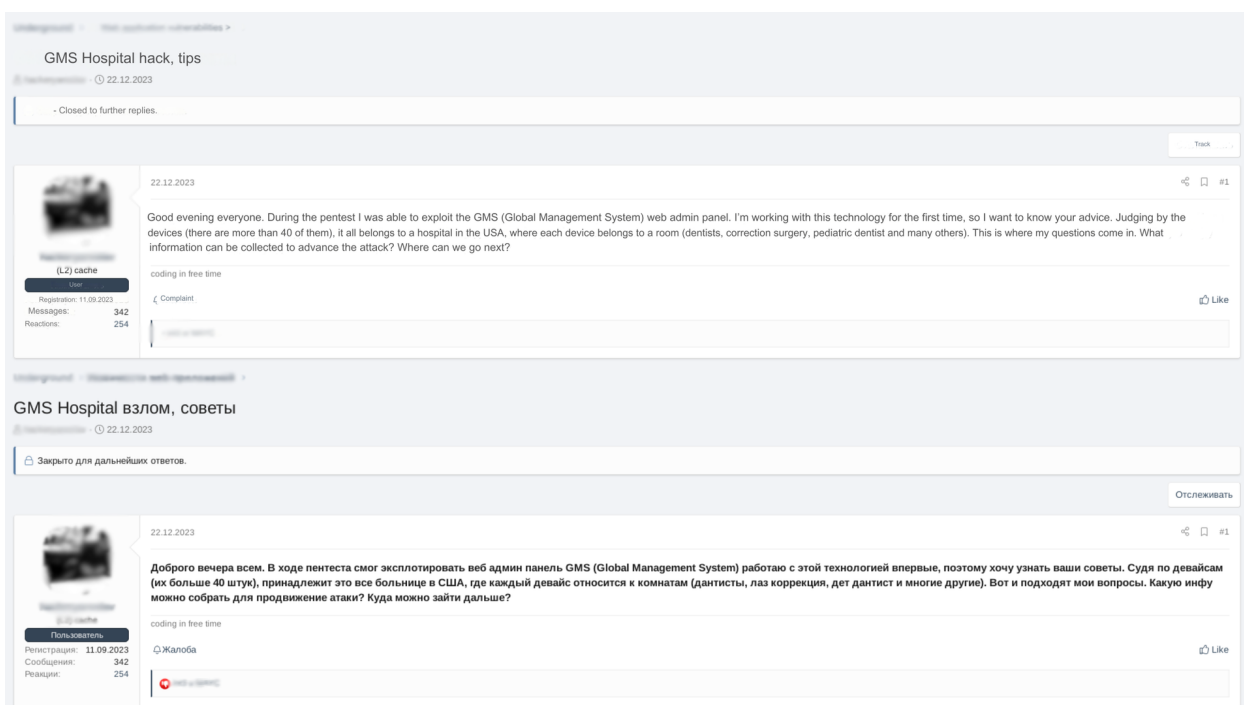 Underground
Web application vulnerabilities >
GMS Hospital hack, tips
22.12.2023
- Closed to further replies.
Track
22.12.2023
#1
Good evening everyone. During the pentest I was able to exploit the GMS (Global Management System) web admin panel. I'm working with this technology for the first time, so I want to know your advice. Judging by the
devices (there are more than 40 of them), it all belongs to a hospital in the USA, where each device belongs to a room (dentists, correction surgery, pediatric dentist and many others). This is where my questions come in. What
information can be collected to advance the attack? Where can we go next?
(L2) cache
User
Registration: 11.09.2023
Messages: 342
Reactions: 254
coding in free time
Complaint
Like
Underground
GMS Hospital взлом, советы
22.12.2023
Закрыто для дальнейших ответов.
Отслеживать
22.12.2023
#1
Доброго вечера всем. В ходе пентеста смог эксплотировать веб админ панель GMS (Global Management System) работаю с этой технологией впервые, поэтому хочу узнать ваши советы. Судя по девайсам
(их больше 40 штук), принадлежит это все больнице в США, где каждый девайс относится к комнатам (дантисты, лаз коррекция, дет дантист и многие другие). Вот и подходят мои вопросы. Какую инфу
можно собрать для продвижение атаки? Куда можно зайти дальше?
(L2) cache
Пользователь
Регистрация: 11.09.2023
Сообщения: 342
Реакции: 254
coding in free time
Жалоба
Like